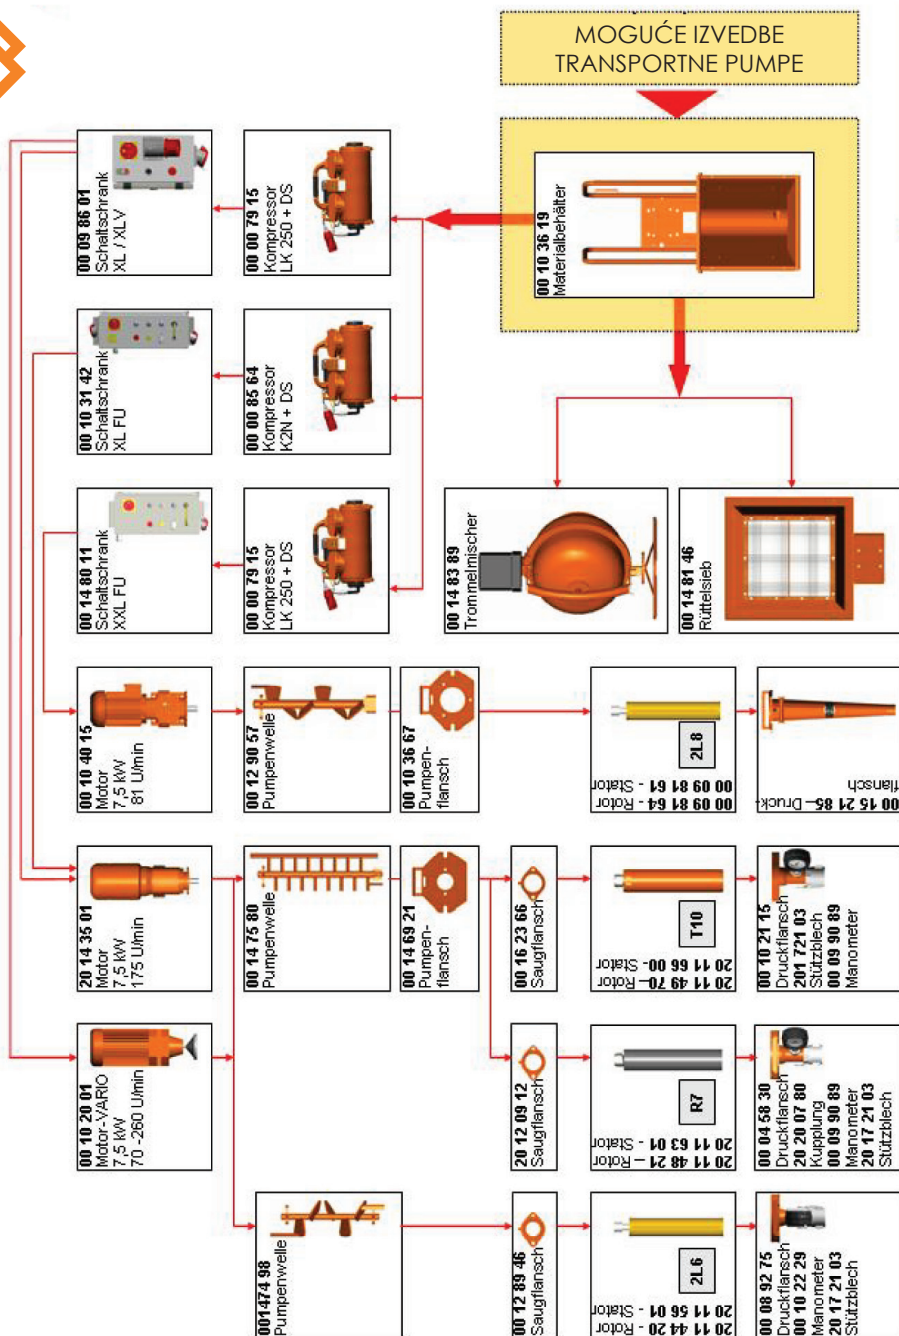 MOGUĆE IZVEDBE
TRANSPORTNE PUMPE
00 10 36 19
Materialbehälter
00 09 86 01
Schaltschrank
XL / XLV
00 00 79 15
Kompressor
LK 250 + DS
00 10 31 42
Schaltschrank
XL FU
00 00 85 64
Kompressor
K2N + DS
00 14 80 11
Schaltschrank
XXL FU
00 00 79 15
Kompressor
LK 250 + DS
00 14 83 89
Trommelmischer
00 14 81 46
Rüttelsieb
00 10 40 15
Motor
7,5 kW
81 U/min
00 12 90 57
Pumpenwelle
00 10 36 67
Pumpen-
flansch
2L8
00 09 81 64 - Rotor
00 09 81 61 - Stator
00 15 21 85– Druck-
flansch
20 14 35 01
Motor
7,5 kW
175 U/min
00 14 75 80
Pumpenwelle
00 14 69 21
Pumpen-
flansch
00 16 23 66
Saugflansch
T10
20 11 49 70– Rotor
20 11 66 00- Stator
00 10 21 15
Druckflansch
201 721 03
Stützblech
00 09 90 89
Manometer
00 10 20 01
Motor-VARIO
7,5 kW
70 -260 U/min
20 12 09 12
Saugflansch
R7
20 11 48 21 – Rotor
20 11 63 01 - Stator
00 04 58 30
Druckflansch
20 20 07 80
Kupplung
00 09 90 89
Manometer
20 17 21 03
Stützblech
001474 98
Pumpenwelle
00 12 89 46
Saugflansch
2L6
20 11 44 20 - Rotor
20 11 56 01 - Stator
00 08 92 75
Druckflansch
00 10 22 29
Manometer
20 17 21 03
Stützblech